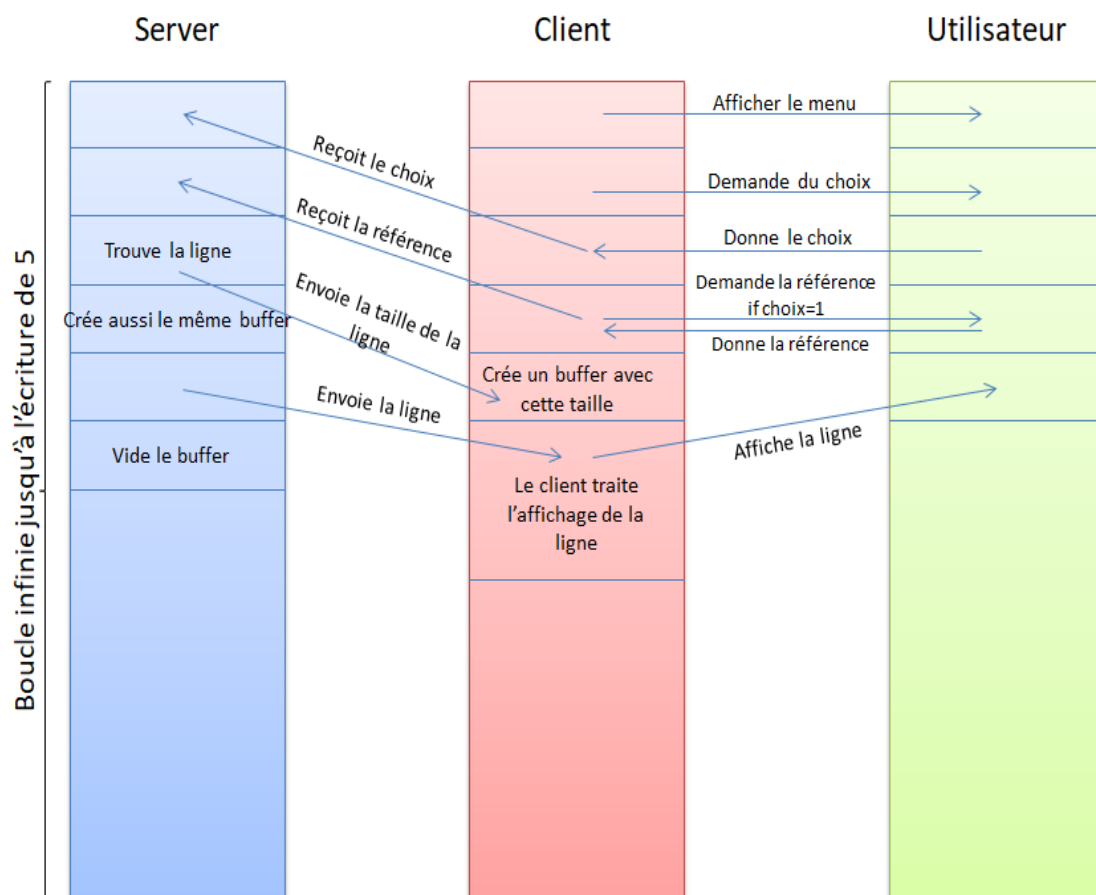 Server
Client
Utilisateur
Afficher le menu
Reçoit le choix
Demande du choix
Reçoit la référence
Donne le choix
Trouve la ligne
Demande la référence
if choix=1
Envoie la taille de la
ligne
Crée aussi le même buffer
Donne la référence
Crée un buffer avec
cette taille
Envoie la ligne
Affiche la ligne
Vide le buffer
Le client traite
l'affichage de la
ligne
Boucle infinie jusqu'à l'écriture de 5